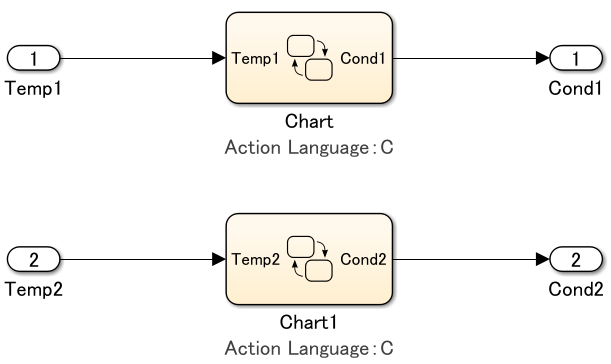 1
Temp1
Temp1
Cond1
1
Cond1
Chart
Action Language: C
2
Temp2
Temp2
Cond2
2
Cond2
Chart1
Action Language: C